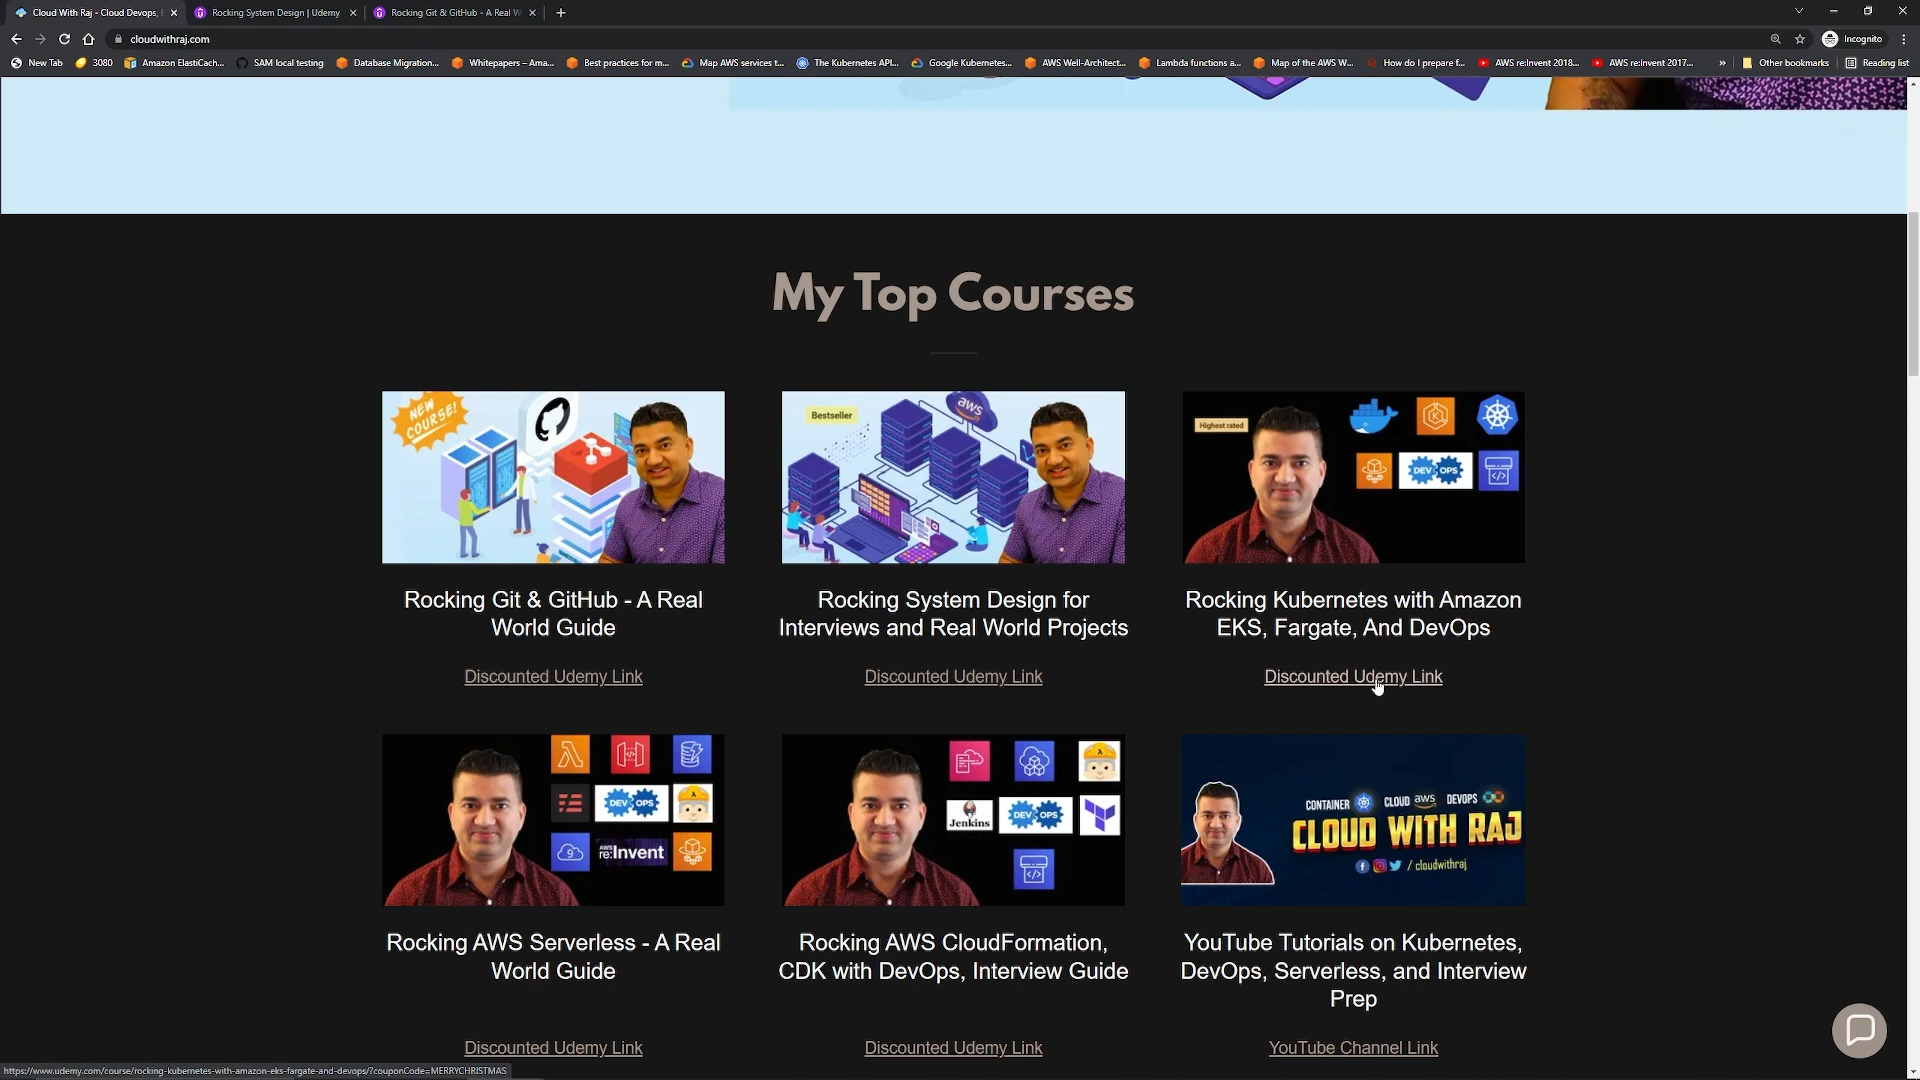 Cloud With Raj - Cloud Devops,
Rocking System Design | Udemy
Rocking Git & GitHub - A Real W
cloudwithraj.com
Incognito
New Tab
3080
Amazon ElastiCach...
SAM local testing
Database Migration...
Whitepapers – Ama...
Best practices for m...
Map AWS services t...
The Kubernetes API...
Google Kubernetes...
AWS Well-Architect...
Lambda functions a...
Map of the AWS W...
How do I prepare f...
AWS re:Invent 2018...
AWS re:Invent 2017...
»
Other bookmarks
Reading list
My Top Courses
NEW
COURSE!
Bestseller
aws
Highest rated
DEV OPS
Rocking Git & GitHub - A Real
World Guide
Rocking System Design for
Interviews and Real World Projects
Rocking Kubernetes with Amazon
EKS, Fargate, And DevOps
Discounted Udemy Link
Discounted Udemy Link
Discounted Udemy Link
DEV OPS
9
AWS
re:Invent
Jenkins
DEV OPS
CONTAINER CLOUD aws DEVOPS
CLOUD WITH RAJ
/ cloudwithraj
Rocking AWS Serverless - A Real
World Guide
Rocking AWS CloudFormation,
CDK with DevOps, Interview Guide
YouTube Tutorials on Kubernetes,
DevOps, Serverless, and Interview
Prep
Discounted Udemy Link
Discounted Udemy Link
YouTube Channel Link
https://www.udemy.com/course/rocking-kubernetes-with-amazon-eks-fargate-and-devops/?couponCode=MERRYCHRISTMAS